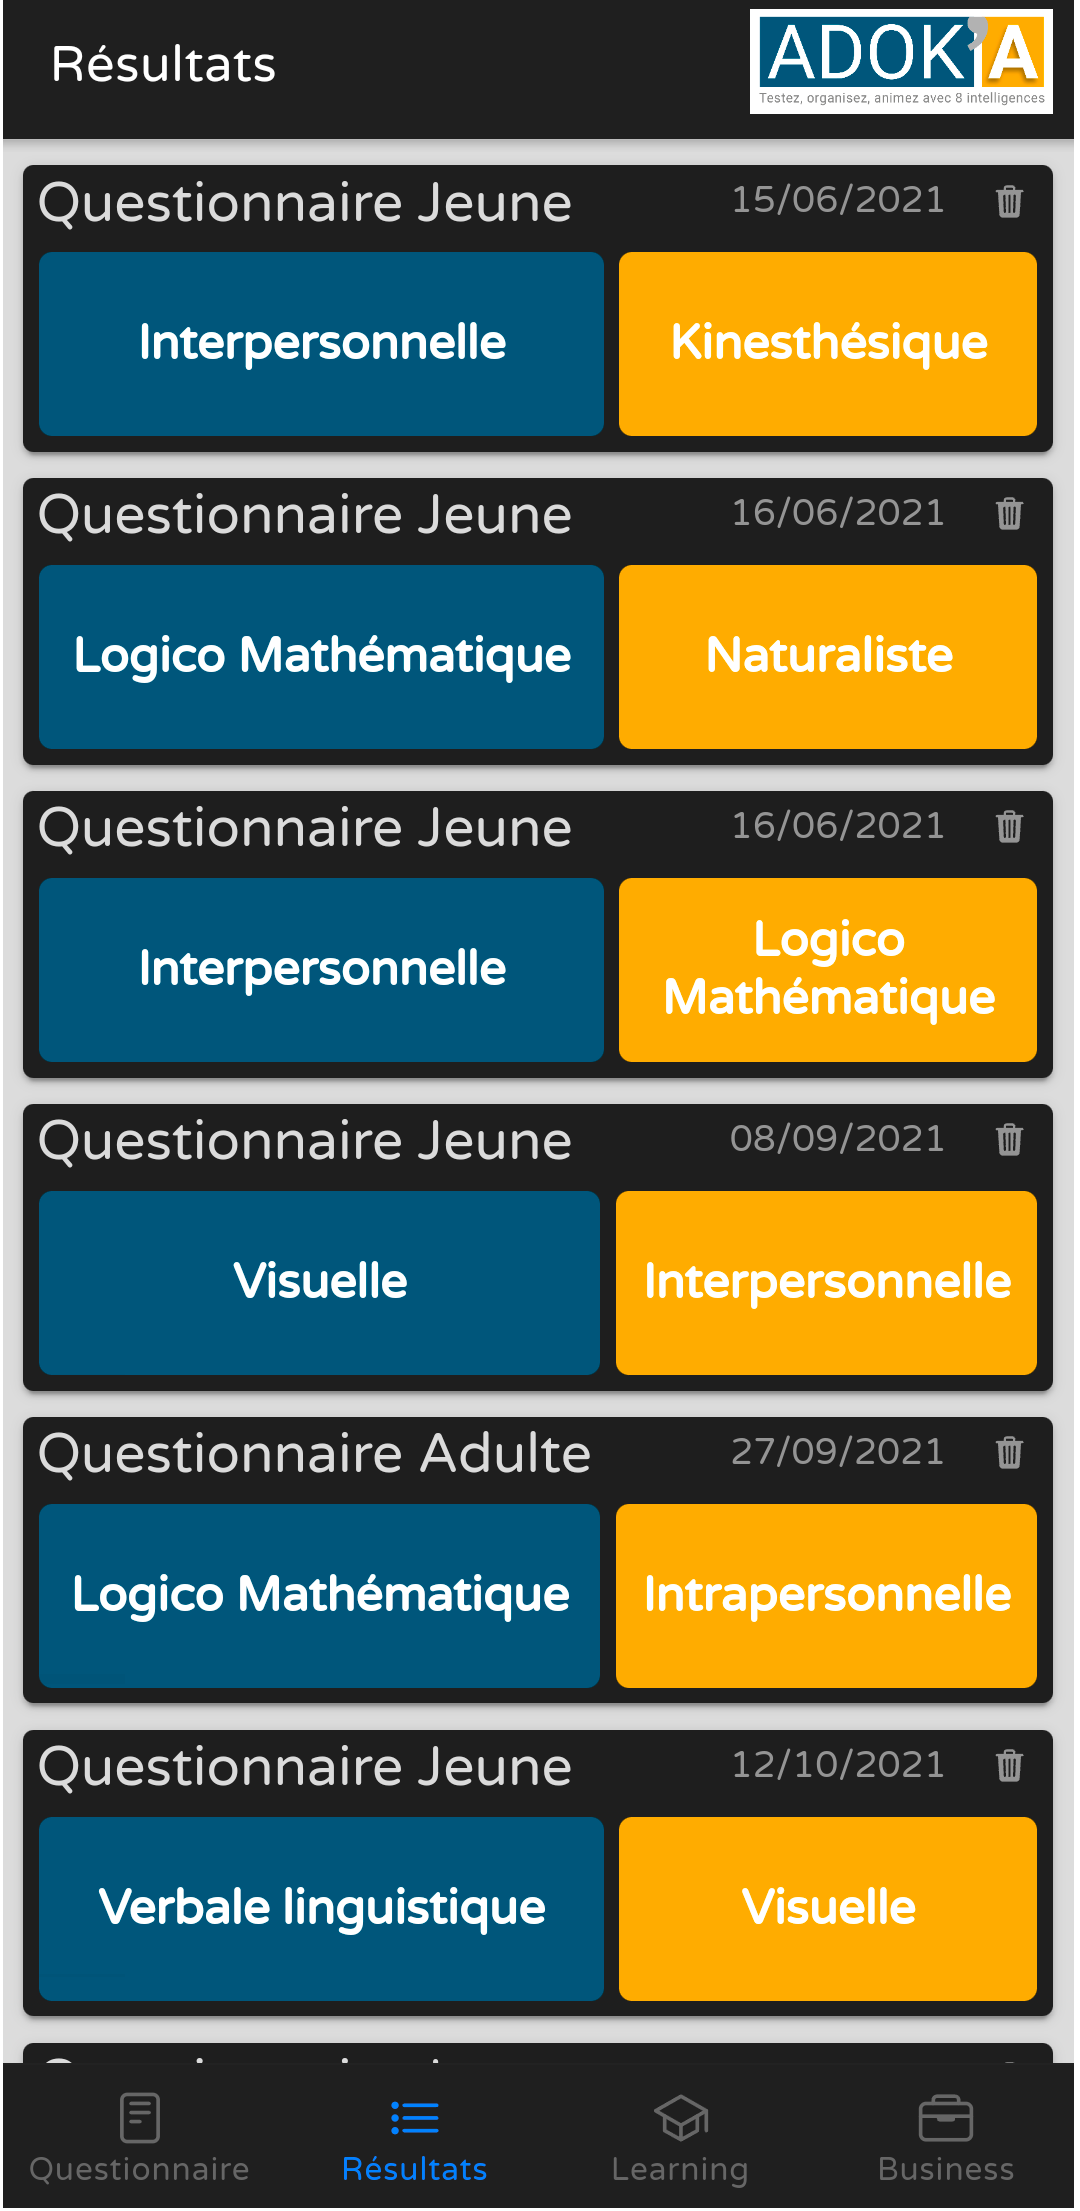 Résultats
ADOK'A
Testez, organisez, animez avec 8 intelligences
Questionnaire Jeune 15/06/2021
Interpersonnelle Kinesthésique
Questionnaire Jeune 16/06/2021
Logico Mathématique Naturaliste
Questionnaire Jeune 16/06/2021
Interpersonnelle
Logico
Mathématique
Questionnaire Jeune 08/09/2021
Visuelle Interpersonnelle
Questionnaire Adulte 27/09/2021
Logico Mathématique Intrapersonnelle
Questionnaire Jeune 12/10/2021
Verbale linguistique Visuelle
Questionnaire Résultats Learning Business